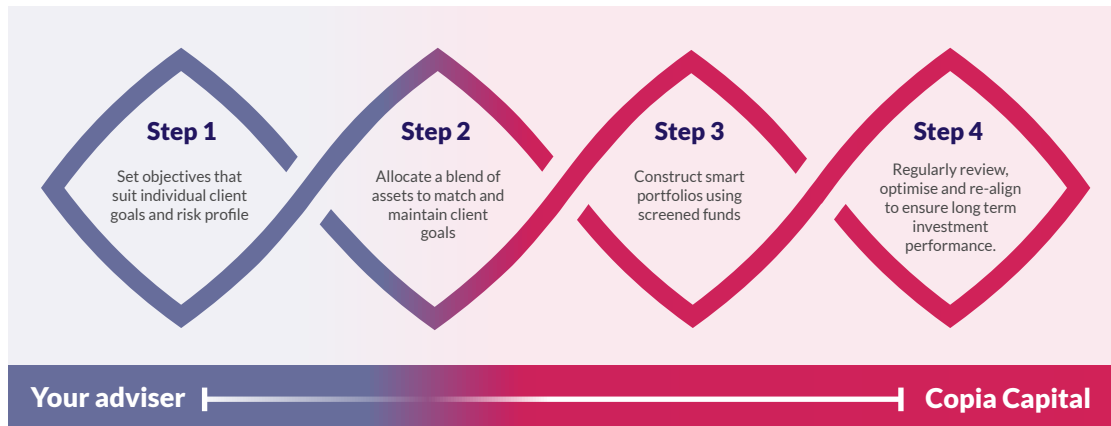 Step 1
Set objectives that
suit individual client
goals and risk profile
Step 2
Allocate a blend of
assets to match and
maintain client
goals
Step 3
Construct smart
portfolios using
screened funds
Step 4
Regularly review,
optimise and re-align
to ensure long term
investment
performance.
Your adviser
Copia Capital